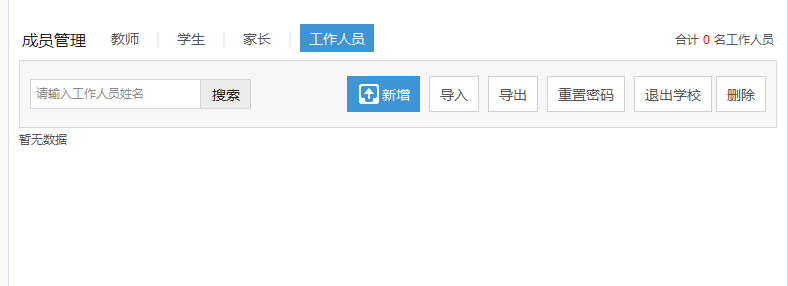 成员管理 教师 学生 家长 工作人员 合计 0 名工作人员
请输入工作人员姓名 搜索 新增 导入 导出 重置密码 退出学校 删除
暂无数据